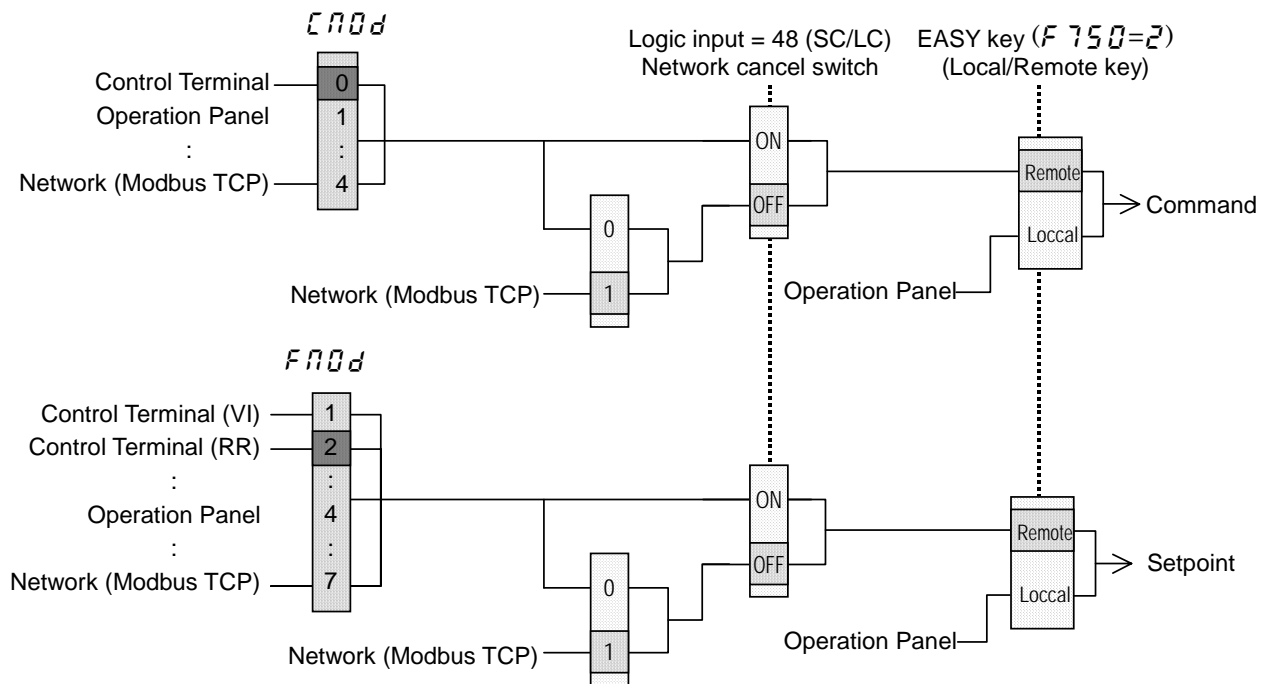 CMOd
Logic input = 48 (SC/LC)
Network cancel switch
EASY key (F 750=2)
(Local/Remote key)
Control Terminal
0
Operation Panel
1
:
:
Network (Modbus TCP)
4
ON
OFF
Remote
Loccal
Command
0
Network (Modbus TCP)
1
Operation Panel
FMOd
Control Terminal (VI)
1
Control Terminal (RR)
2
:
:
Operation Panel
4
:
:
Network (Modbus TCP)
7
ON
OFF
Remote
Loccal
Setpoint
0
Network (Modbus TCP)
1
Operation Panel